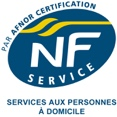 PAR AFNOR CERTIFICATION
NF
SERVICE
SERVICES AUX PERSONNES
À DOMICILE